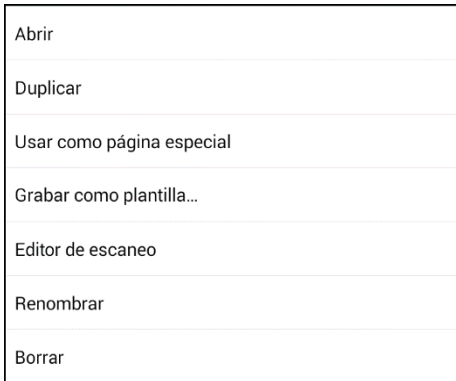 Abrir
Duplicar
Usar como página especial
Grabar como plantilla…
Editor de escaneo
Renombrar
Borrar